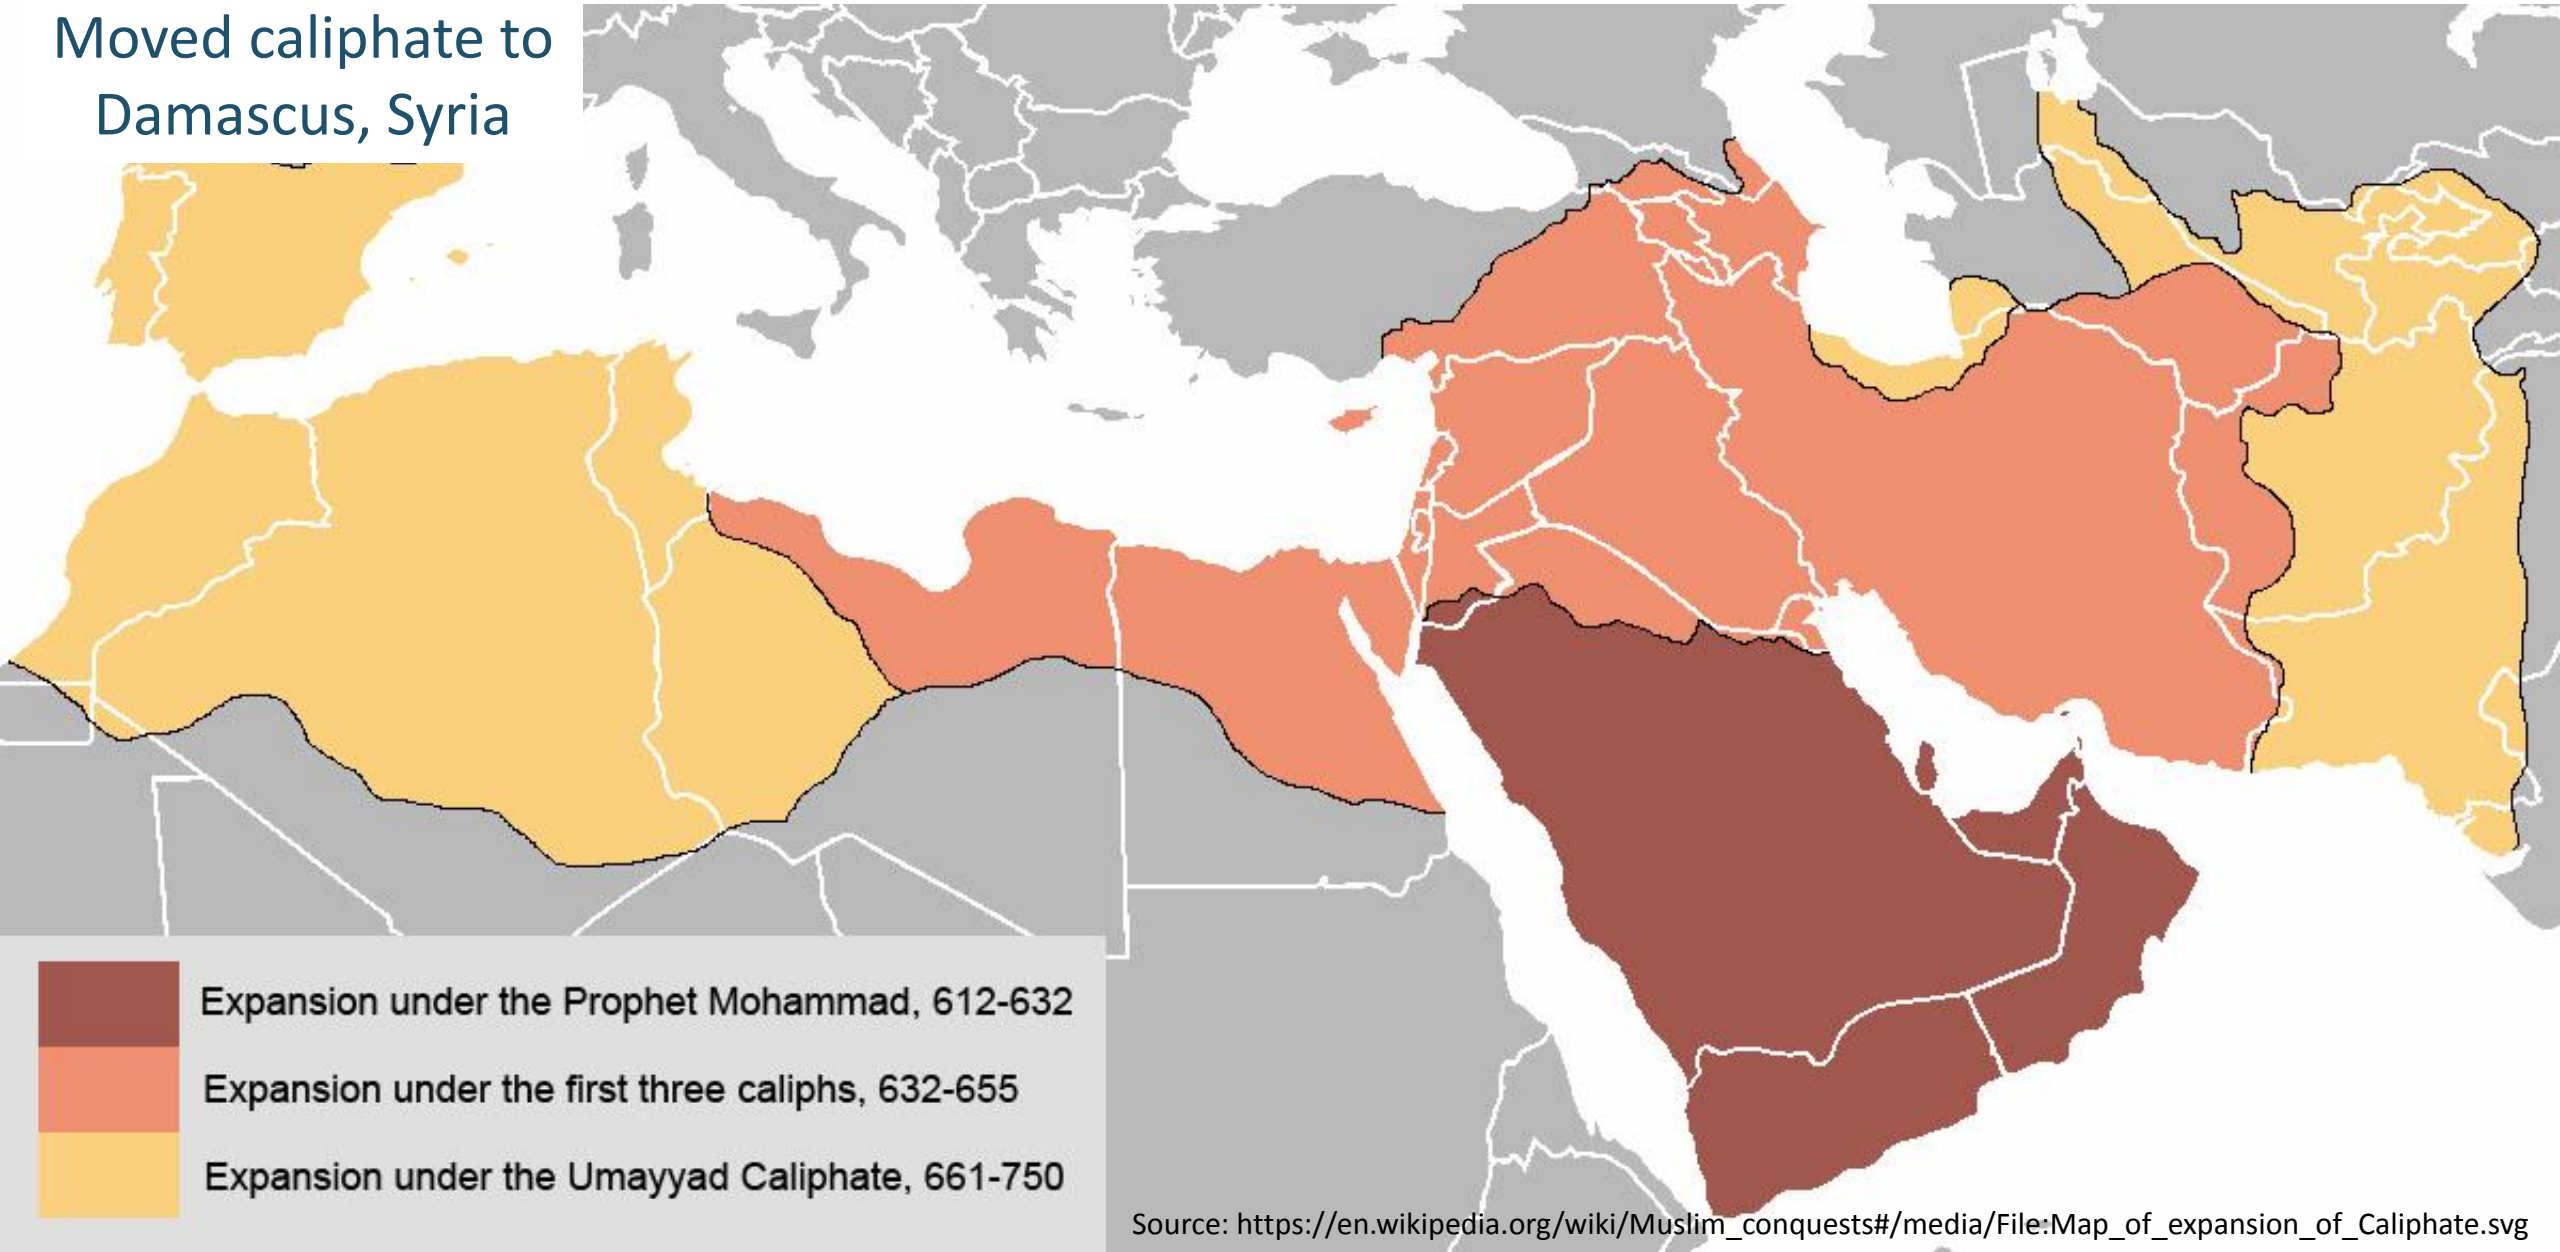 Moved caliphate to
Damascus, Syria
Expansion under the Prophet Mohammad, 612-632
Expansion under the first three caliphs, 632-655
Expansion under the Umayyad Caliphate, 661-750
Source: https://en.wikipedia.org/wiki/Muslim_conquests#/media/File:Map_of_expansion_of_Caliphate.svg